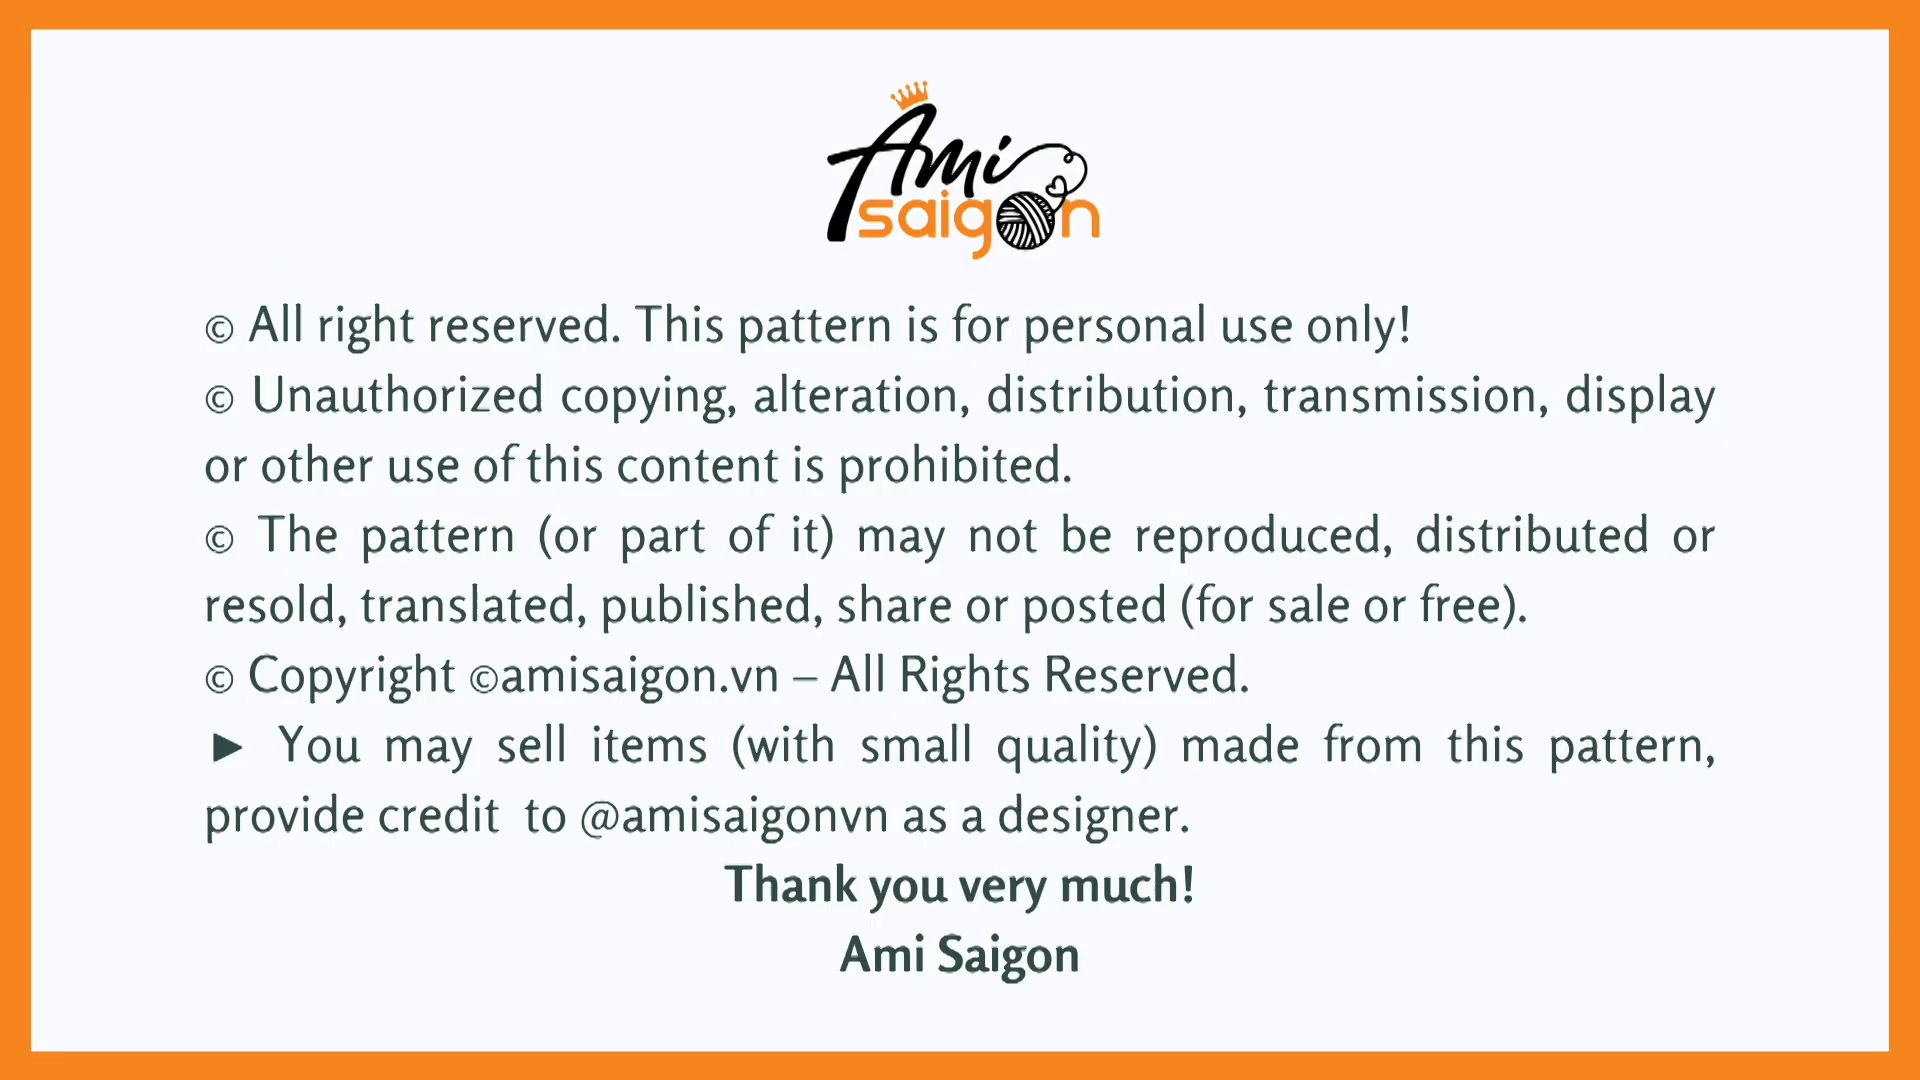 Ami
saigon
© All right reserved. This pattern is for personal use only!
© Unauthorized copying, alteration, distribution, transmission, display
or other use of this content is prohibited.
© The pattern (or part of it) may not be reproduced, distributed or
resold, translated, published, share or posted (for sale or free).
© Copyright ©amisaigon.vn – All Rights Reserved.
► You may sell items (with small quality) made from this pattern,
provide credit  to @amisaigonvn as a designer.
Thank you very much!
Ami Saigon